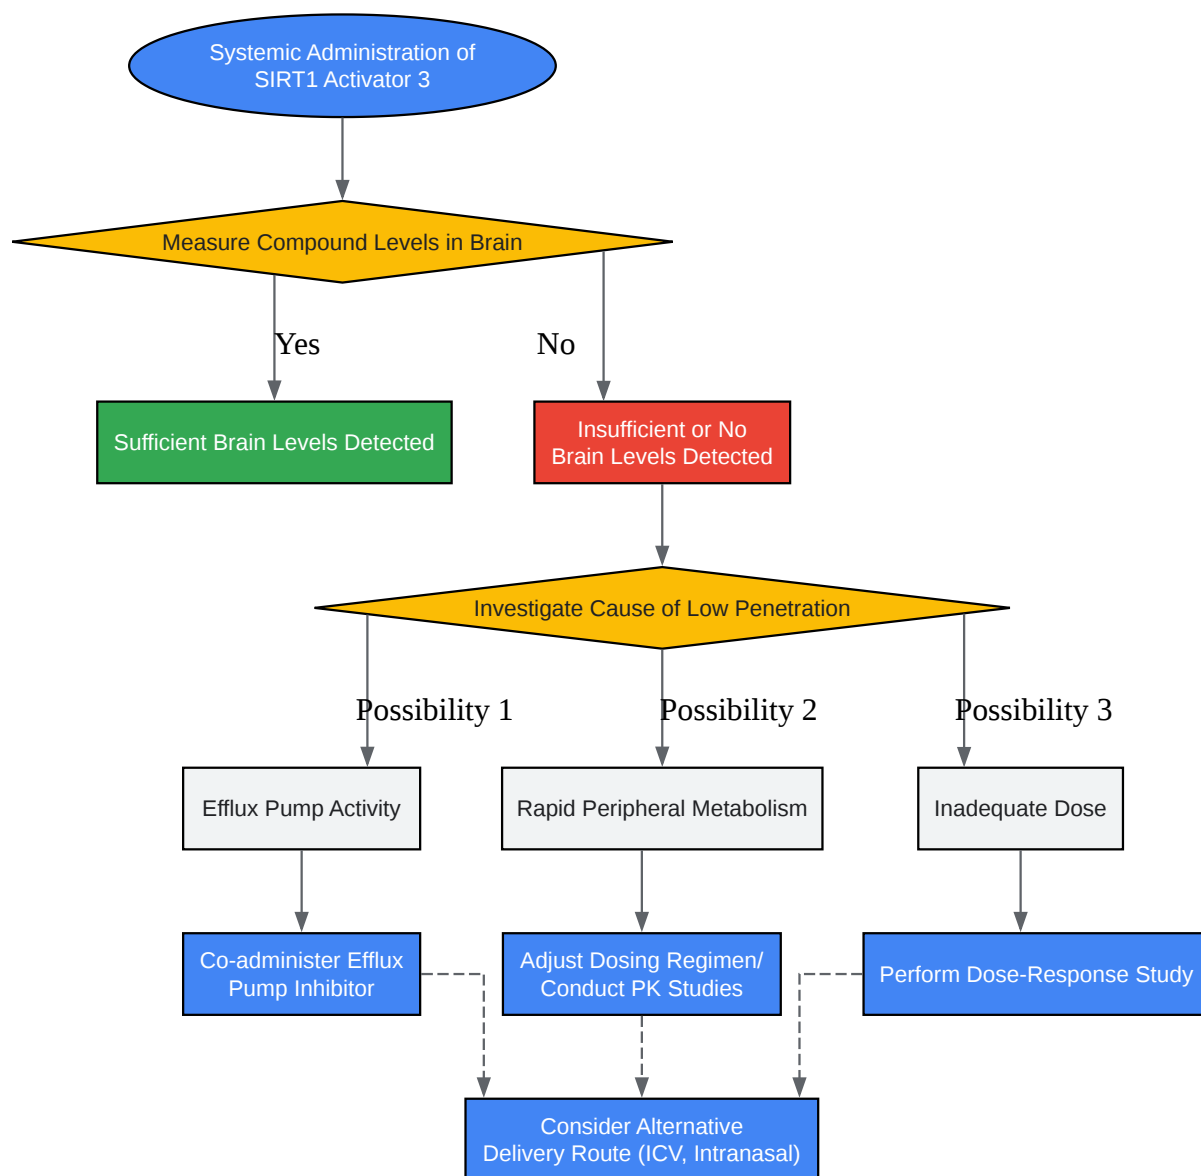 Systemic Administration of
SIRT1 Activator 3
Measure Compound Levels in Brain
Yes
No
Sufficient Brain Levels Detected
Insufficient or No
Brain Levels Detected
Investigate Cause of Low Penetration
Possibility 1
Possibility 2
Possibility 3
Efflux Pump Activity
Rapid Peripheral Metabolism
Inadequate Dose
Co-administer Efflux
Pump Inhibitor
Adjust Dosing Regimen/
Conduct PK Studies
Perform Dose-Response Study
Consider Alternative
Delivery Route (ICV, Intranasal)